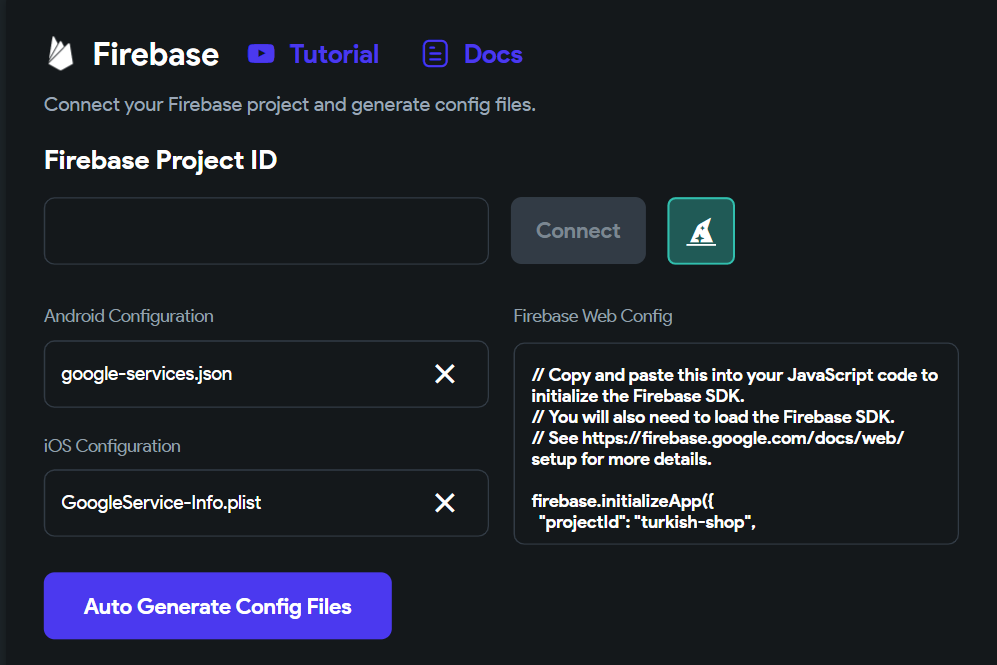 Firebase
Tutorial
Docs
Connect your Firebase project and generate config files.
Firebase Project ID
Connect
Android Configuration
google-services.json
iOS Configuration
GoogleService-Info.plist
Auto Generate Config Files
Firebase Web Config
// Copy and paste this into your JavaScript code to
initialize the Firebase SDK.
// You will also need to load the Firebase SDK.
// See https://firebase.google.com/docs/web/
setup for more details.
firebase.initializeApp({
"projectId": "turkish-shop",